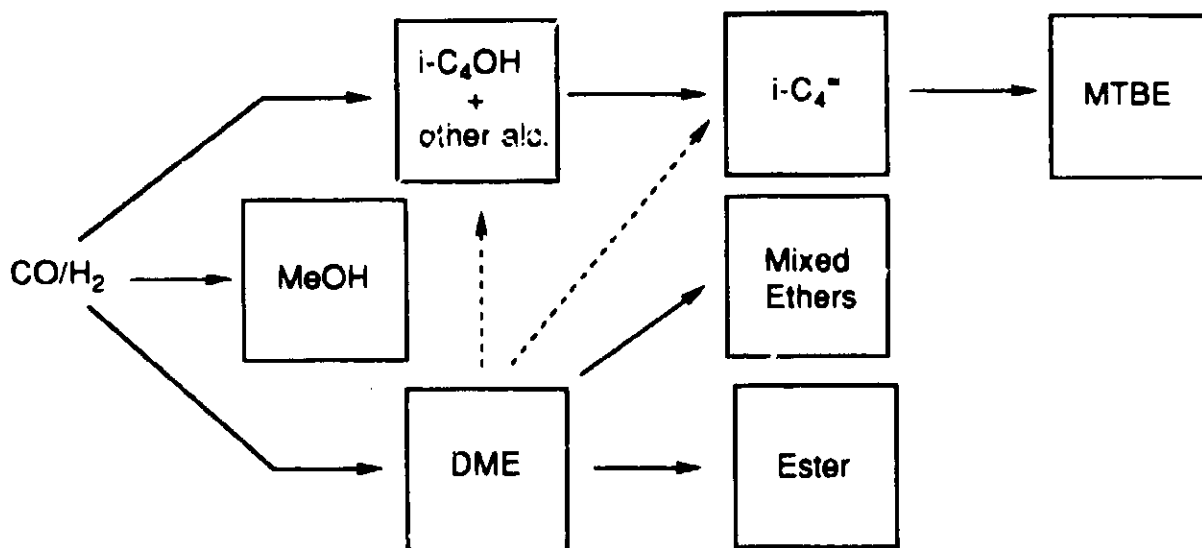 i-C₄OH
+
other alc.
i-C₄⁼
MTBE
CO/H₂
MeOH
Mixed
Ethers
DME
Ester